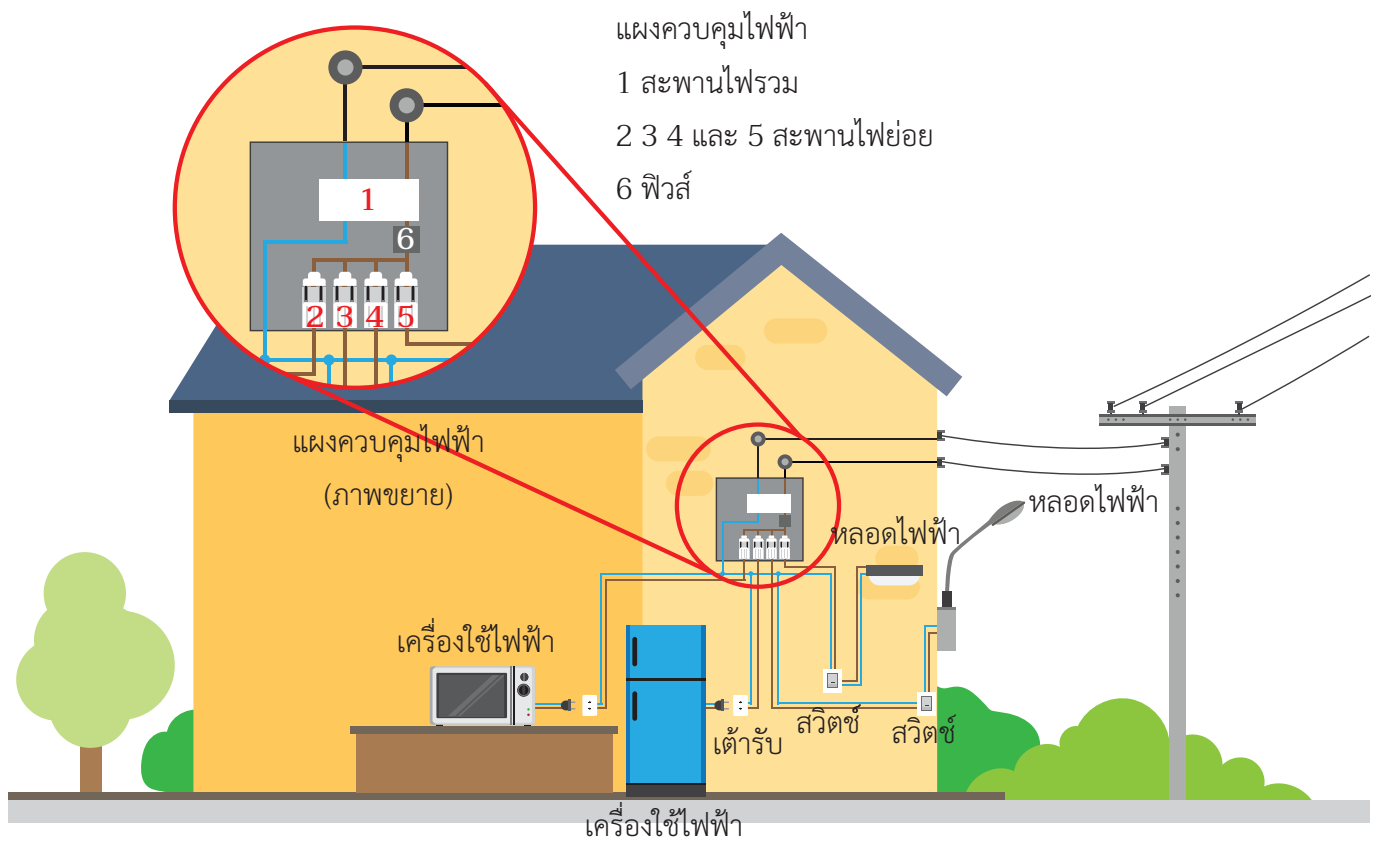 แผงควบคุมไฟฟ้า
1 สะพานไฟรวม
2 3 4 และ 5 สะพานไฟย่อย
6 ฟิวส์
1
6
2 3 4 5
แผงควบคุมไฟฟ้า
(ภาพขยาย)
หลอดไฟฟ้า
หลอดไฟฟ้า
เครื่องใช้ไฟฟ้า
เต้ารับ
สวิตช์
สวิตช์
เครื่องใช้ไฟฟ้า